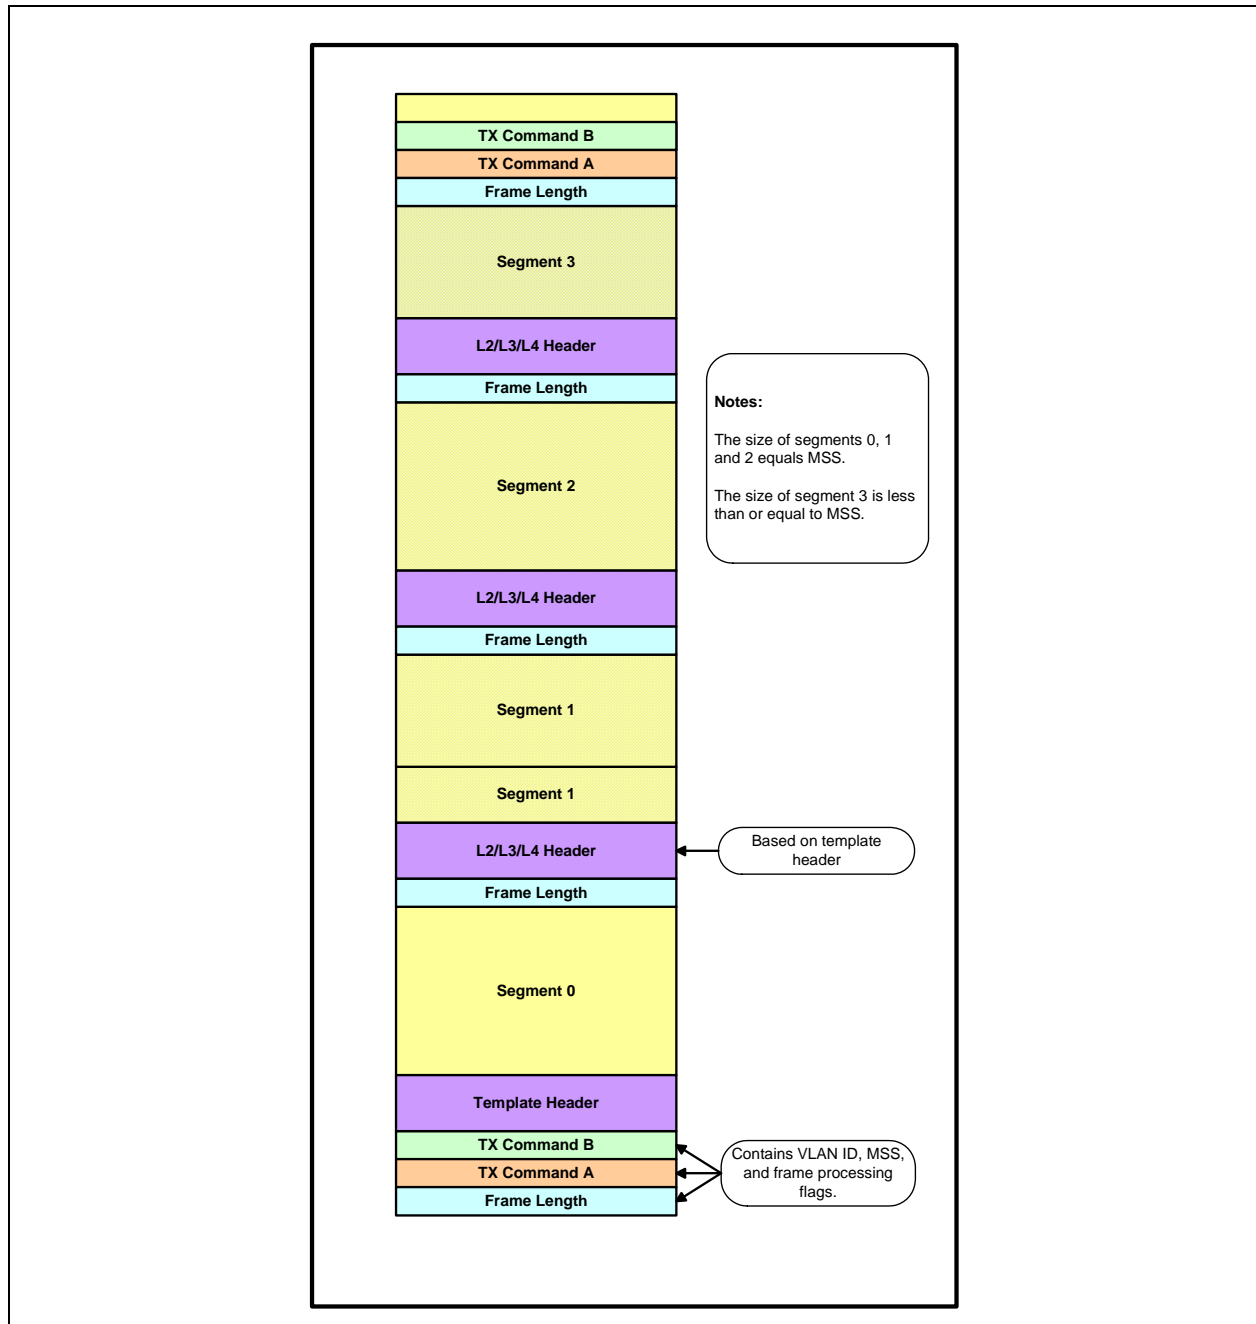 TX Command B
TX Command A
Frame Length
Segment 3
L2/L3/L4 Header
Frame Length
Notes:
The size of segments 0, 1
and 2 equals MSS.
The size of segment 3 is less
than or equal to MSS.
Segment 2
L2/L3/L4 Header
Frame Length
Segment 1
Segment 1
L2/L3/L4 Header
Based on template
header
Frame Length
Segment 0
Template Header
TX Command B
TX Command A
Frame Length
Contains VLAN ID, MSS,
and frame processing
flags.